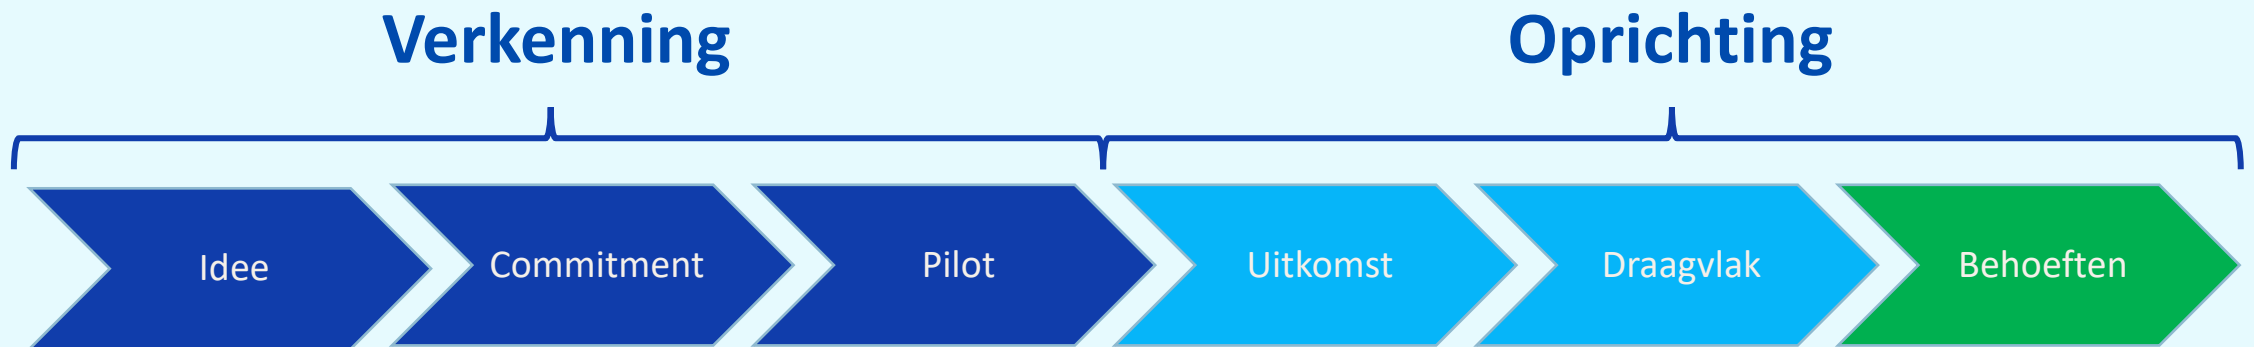 Verkenning
Oprichting
Idee
Commitment
Pilot
Uitkomst
Draagvlak
Behoeften